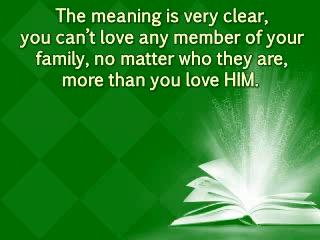 The meaning is very clear,
you can't love any member of your
family, no matter who they are,
more than you love HIM.